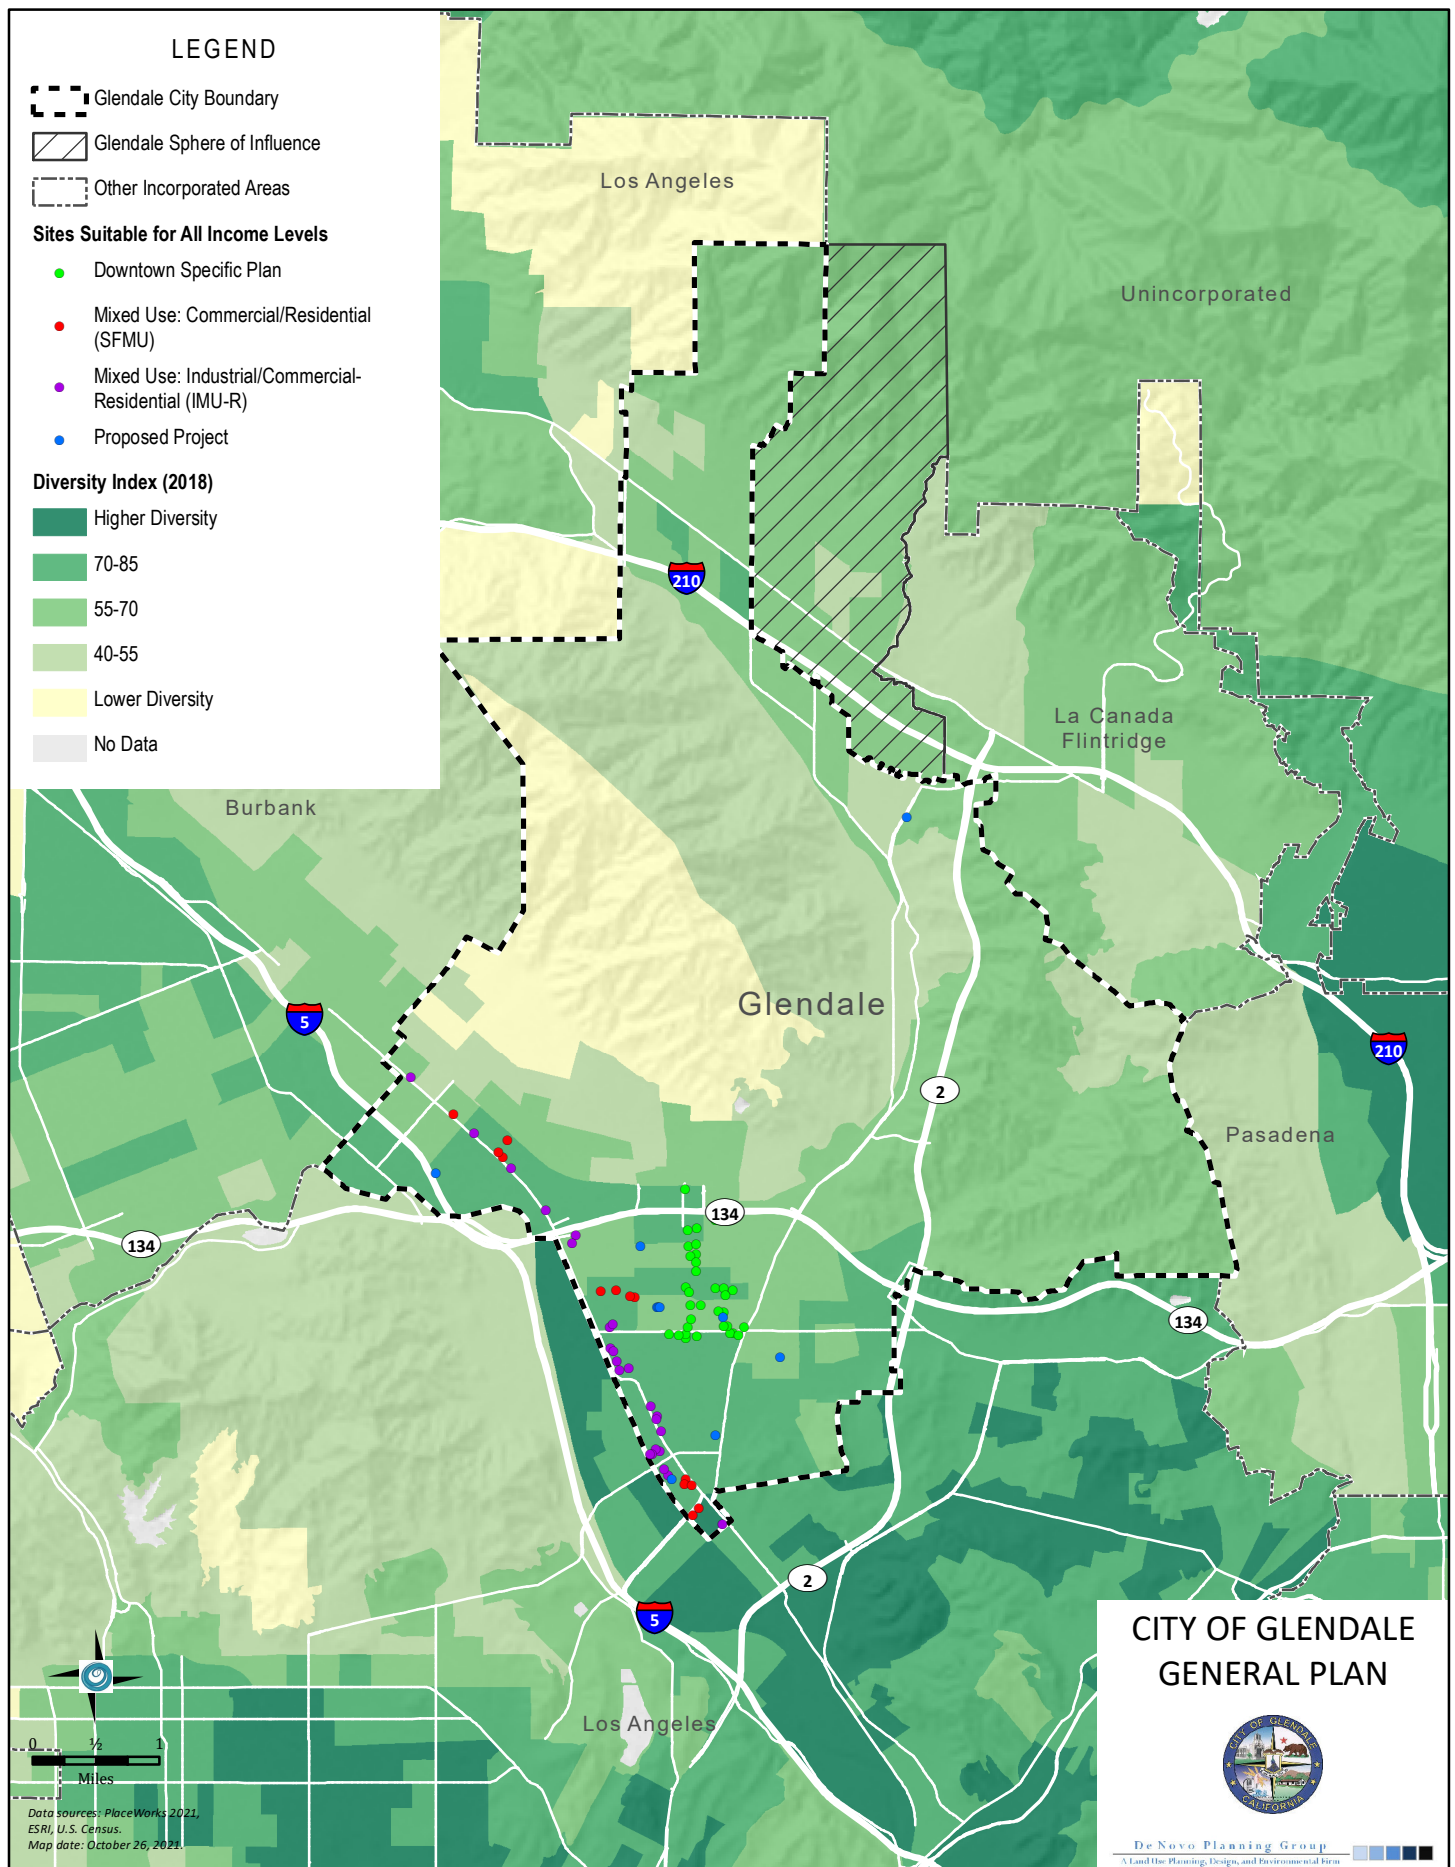 LEGEND
Glendale City Boundary
Glendale Sphere of Influence
Other Incorporated Areas
Sites Suitable for All Income Levels
Downtown Specific Plan
Mixed Use: Commercial/Residential
(SFMU)
Mixed Use: Industrial/Commercial-
Residential (IMU-R)
Proposed Project
Diversity Index (2018)
Higher Diversity
70-85
55-70
40-55
Lower Diversity
No Data
Los Angeles
Unincorporated
210
La Canada
Flintridge
Burbank
Glendale
5
210
2
Pasadena
134
134
134
2
5
Los Angeles
0 ½ 1
Miles
Data sources: PlaceWorks 2021,
ESRI, U.S. Census.
Map date: October 26, 2021.
CITY OF GLENDALE
GENERAL PLAN
CITY OF GLENDALE
CALIFORNIA
De Novo Planning Group
A Land Use Planning, Design, and Environmental Firm